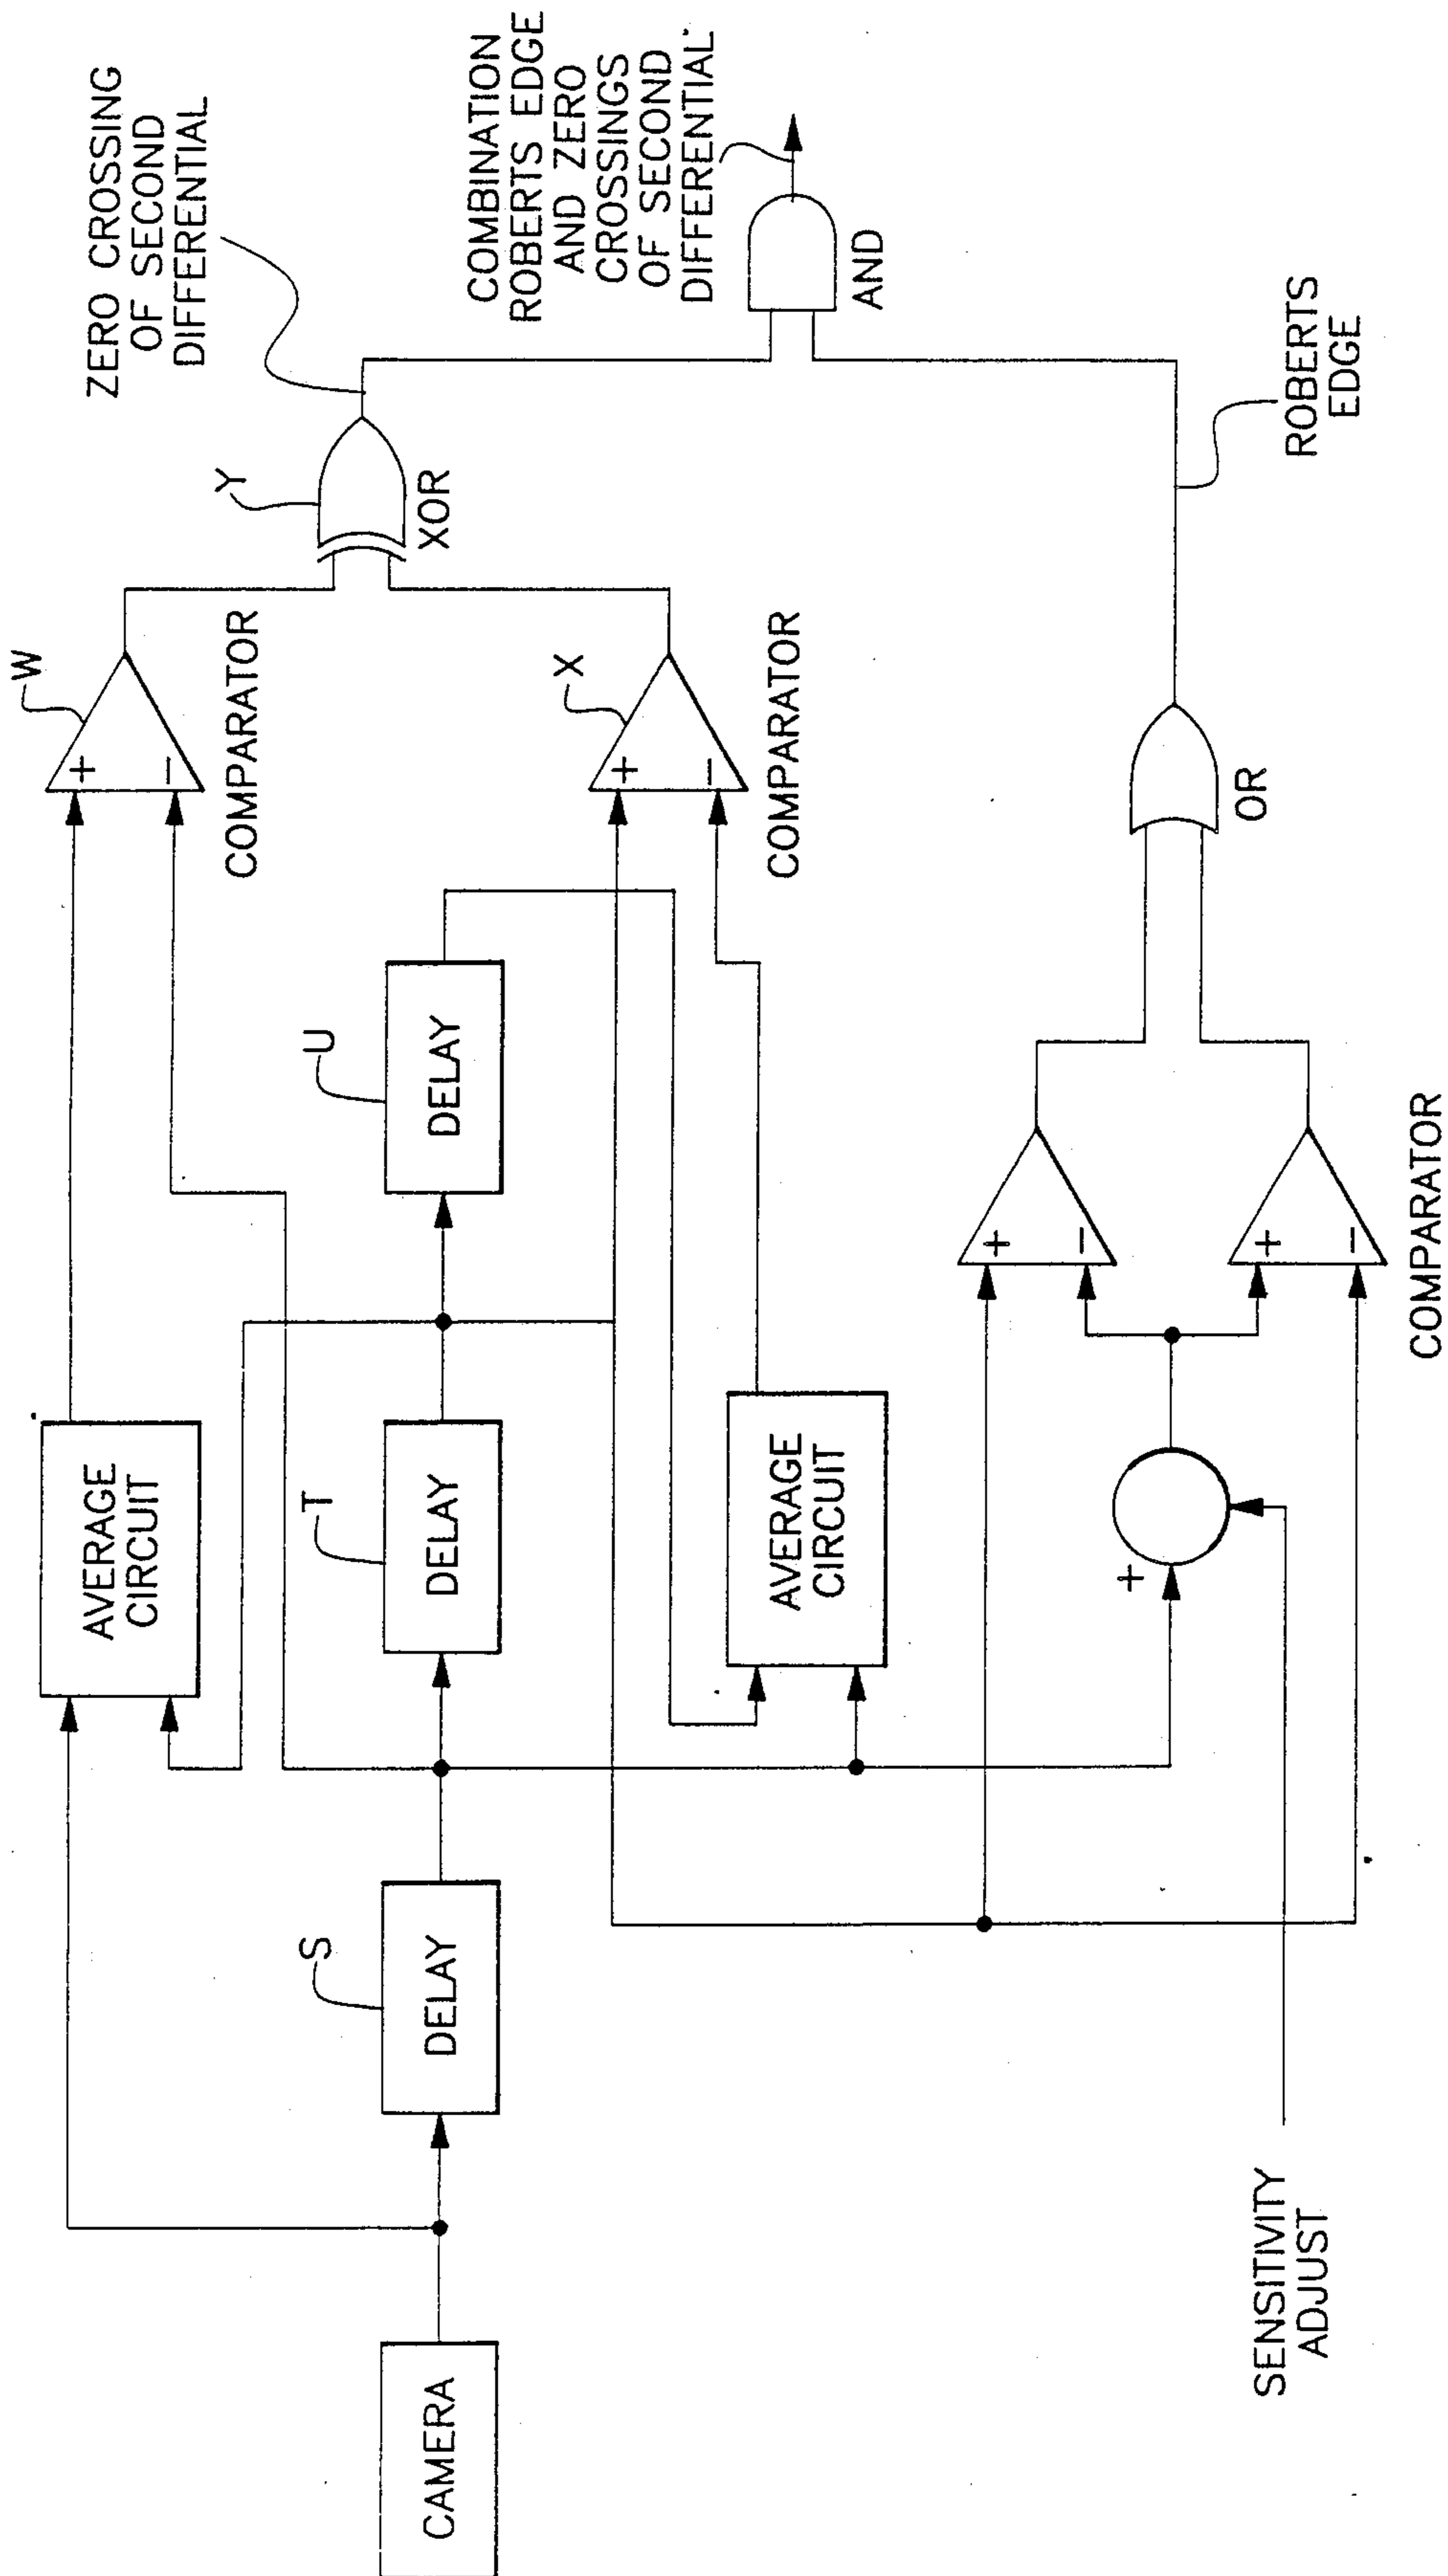 ZERO CROSSING
OF SECOND
DIFFERENTIAL
COMBINATION
ROBERTS EDGE
AND ZERO
CROSSINGS
OF SECOND
DIFFERENTIAL
W
+
−
COMPARATOR
Y
XOR
X
+
−
COMPARATOR
AND
AVERAGE
CIRCUIT
CAMERA
S
DELAY
T
DELAY
U
DELAY
AVERAGE
CIRCUIT
+
+
−
+
−
COMPARATOR
OR
ROBERTS
EDGE
SENSITIVITY
ADJUST